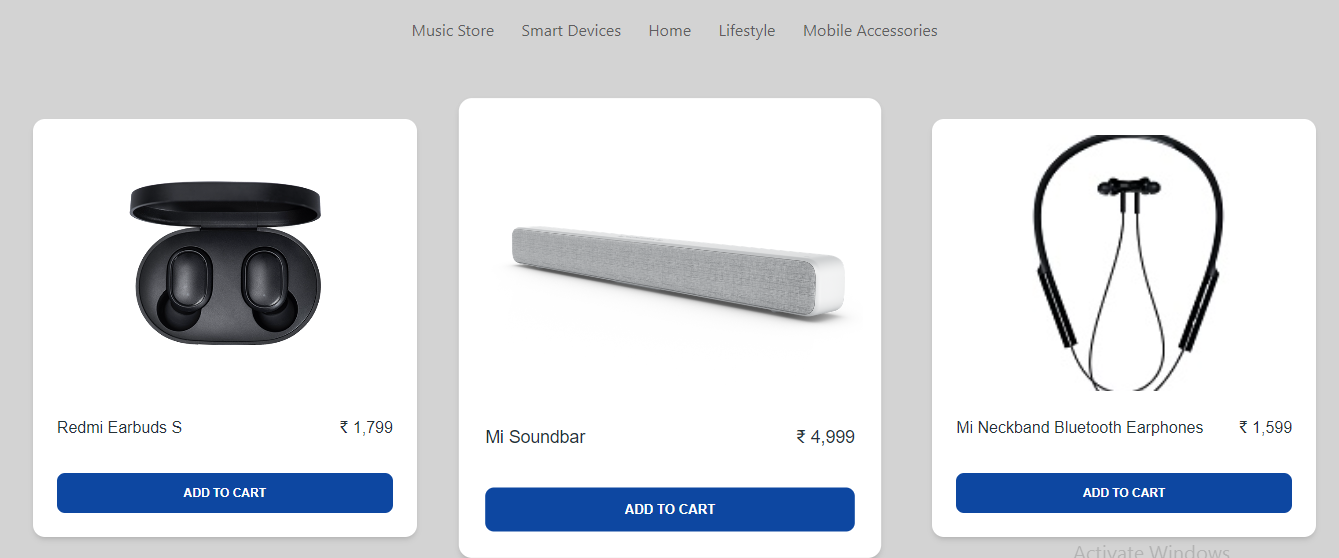 Music Store Smart Devices Home Lifestyle Mobile Accessories
Redmi Earbuds S ₹ 1,799
ADD TO CART
Mi Soundbar ₹ 4,999
ADD TO CART
Mi Neckband Bluetooth Earphones ₹ 1,599
ADD TO CART
Activate Windows